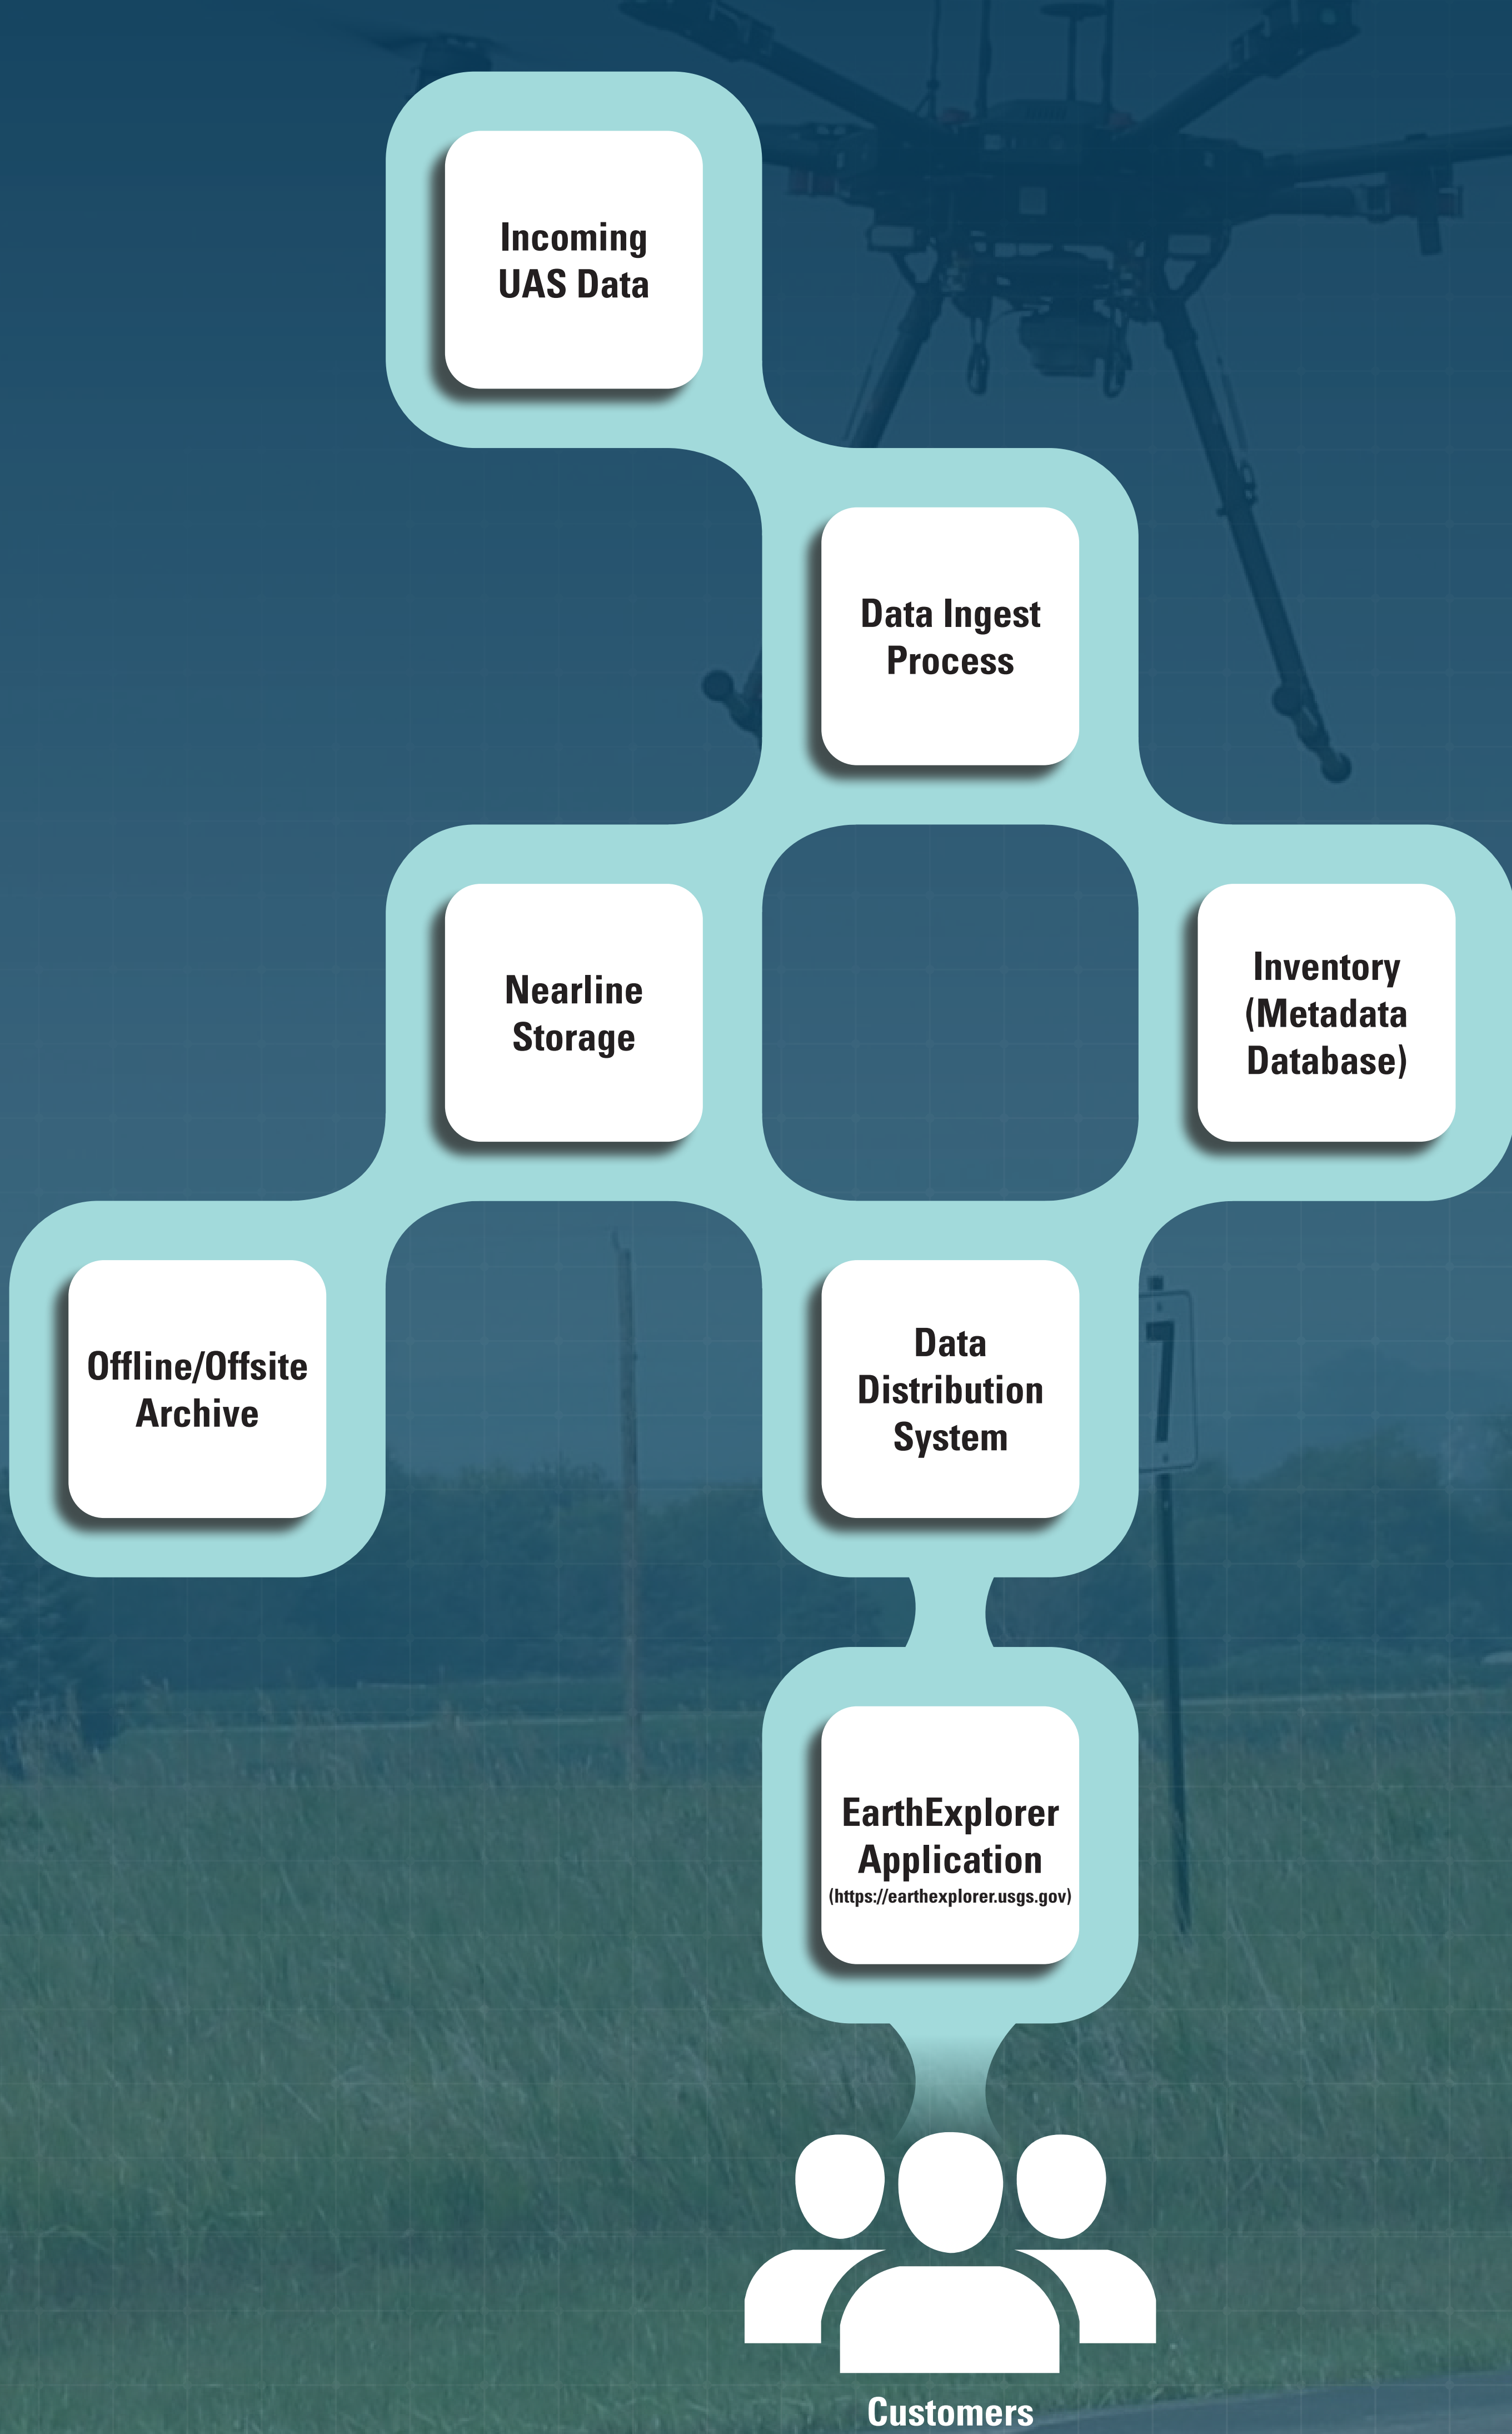 Incoming
UAS Data
Data Ingest
Process
Nearline
Storage
Inventory
(Metadata
Database)
Offline/Offsite
Archive
Data
Distribution
System
7
EarthExplorer
Application
(https://earthexplorer.usgs.gov)
Customers